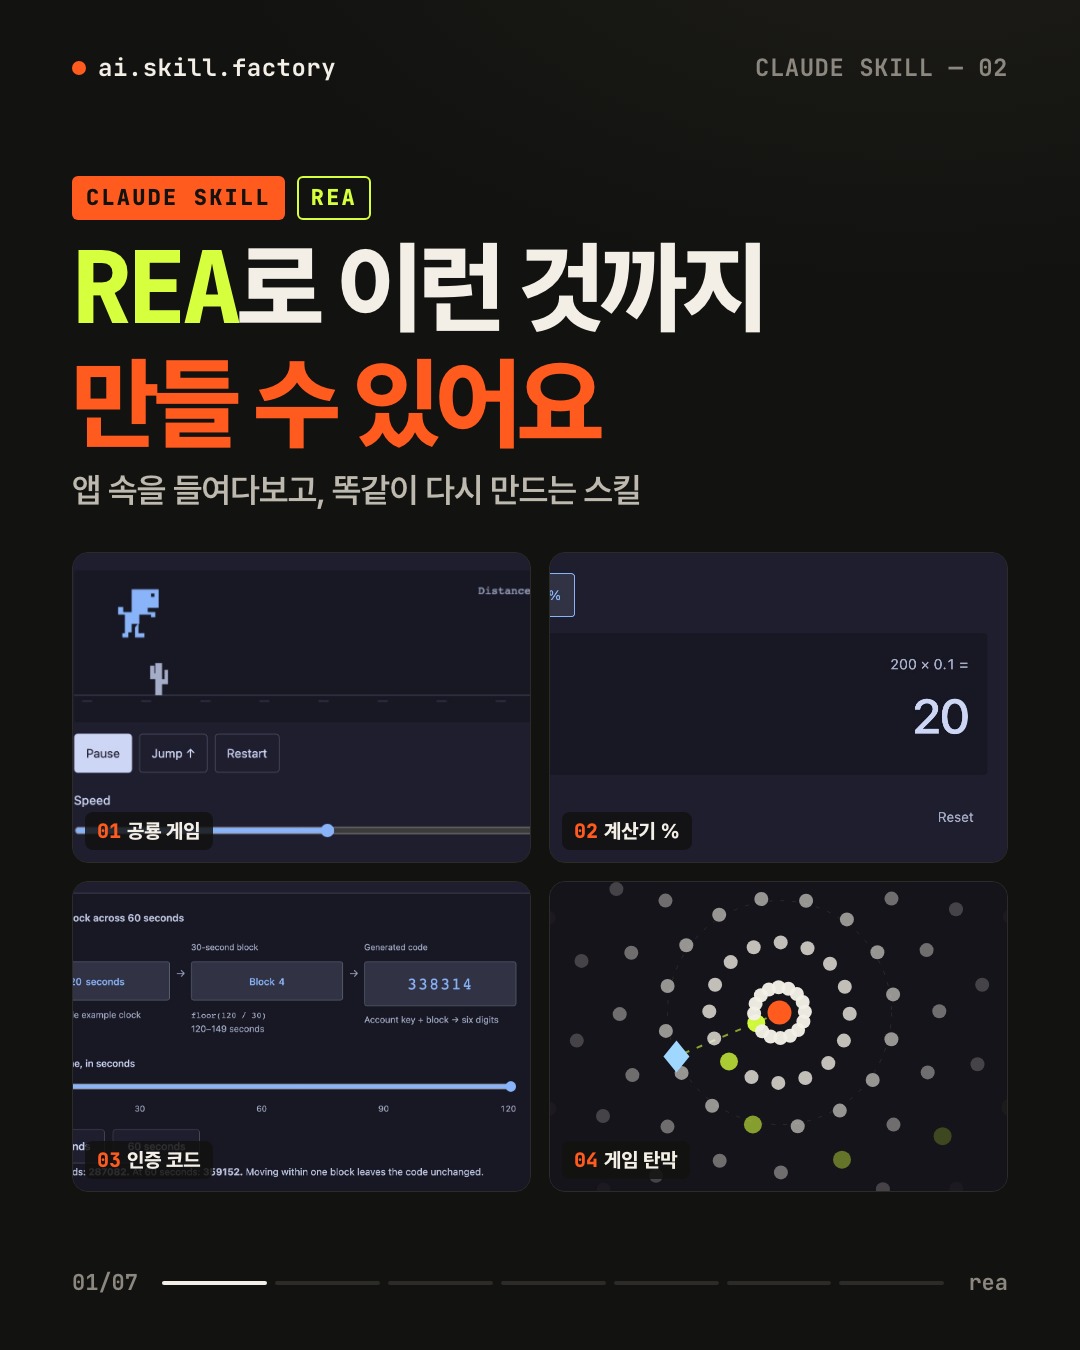 ai.skill.factory
CLAUDE SKILL — 02
CLAUDE SKILL
REA
REA로 이런 것까지
만들 수 있어요
앱 속을 들여다보고, 똑같이 다시 만드는 스킬
Distance
Pause
Jump ↑
Restart
Speed
01 공룡 게임
%
200 × 0.1 =
20
Reset
02 계산기 %
ock across 60 seconds
30-second block
Generated code
20 seconds
→
Block 4
→
338314
e example clock
floor(120 / 30)
120–149 seconds
Account key + block → six digits
e, in seconds
30
60
90
120
60 seconds
03 인증 코드
59152. Moving within one block leaves the code unchanged.
04 게임 탄막
01/07
rea